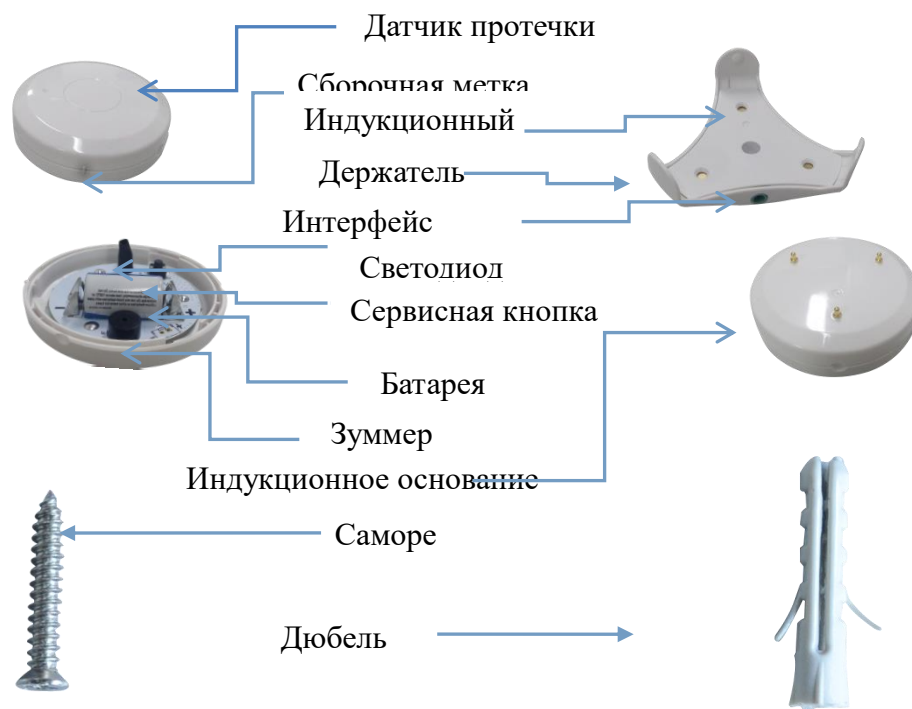 Датчик протечки
Сборочная метка
Индукционный
Держатель
Интерфейс
Светодиод
Сервисная кнопка
Батарея
Зуммер
Индукционное основание
Саморе
Дюбель